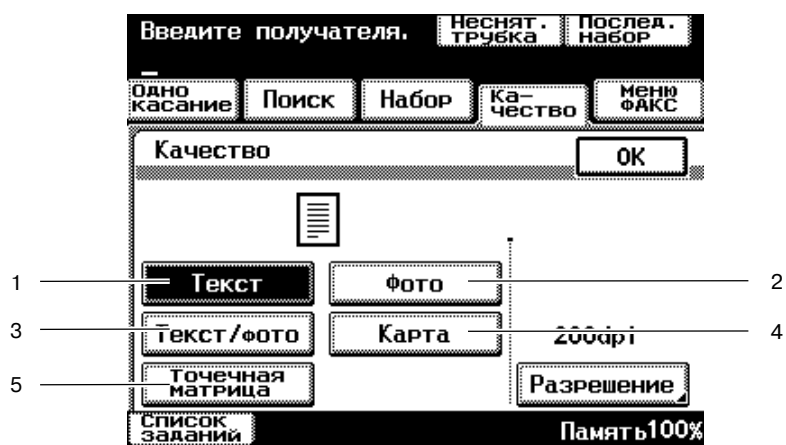 Введите получателя.
Неснят. трубка
Послед. набор
Одно касание
Поиск
Набор
Ка-чество
Меню ФАКС
Качество
OK
1
Текст
Фото
2
3
Текст/фото
Карта
4
200dpi
5
Точечная матрица
Разрешение
Список заданий
Память100%